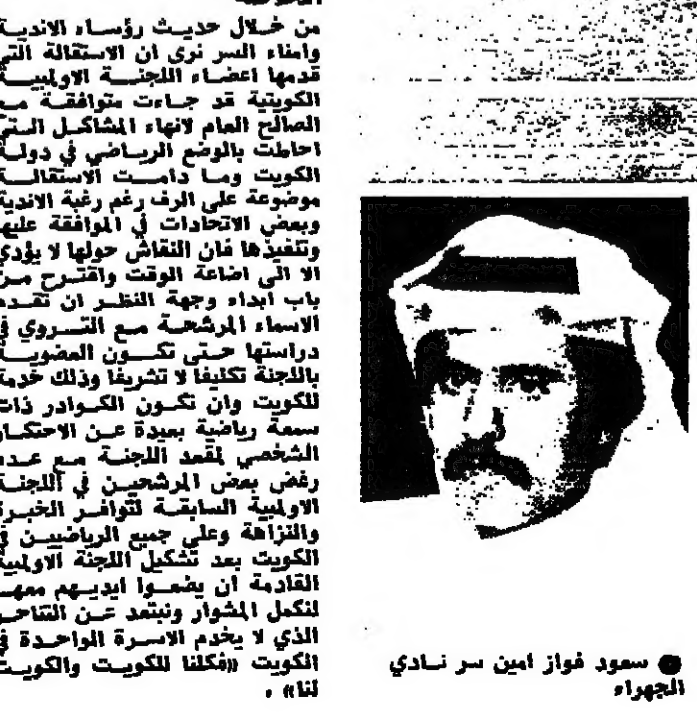 من خلال حديث رؤساء الاندية
وامناء السر نرى ان الاستقالة التي
قدمها اعضاء اللجنة الاولمبية
الكويتية قد جاءت متوافقة مع
الصالح العام لانهاء المشاكل التي
احاطت بالوضع الرياضي في دولة
الكويت وما دامت الاستقالة
موضوعة على الرف رغم رغبة الاندية
وبعض الاتحادات في الموافقة عليها
وتنفيذها فان النقاش حولها لا يؤدي
الا الى اضاعة الوقت واقترح من
باب ابداء وجهة النظر ان تقدم
الاسماء المرشحة مع التروي في
دراستها حتى تكون العضوية
باللجنة تكليفا لا تشريفا وذلك خدمة
للكويت وان تكون الكوادر ذات
سمعة رياضية بعيدة عن الاحتكار
الشخصي لمقعد اللجنة مع عدم
رفض بعض المرشحين في اللجنة
الاولمبية السابقة لتوافر الخبرة
والنزاهة وعلى جميع الرياضيين في
الكويت بعد تشكيل اللجنة الاولمبية
القادمة ان يضعوا ايديهم معها
لنكمل المشوار ونبتعد عن التناحر
الذي لا يخدم الاسرة الواحدة في
الكويت «فكلنا للكويت والكويت
لنا» .
● سعود فواز امين سر نادي
الجهراء